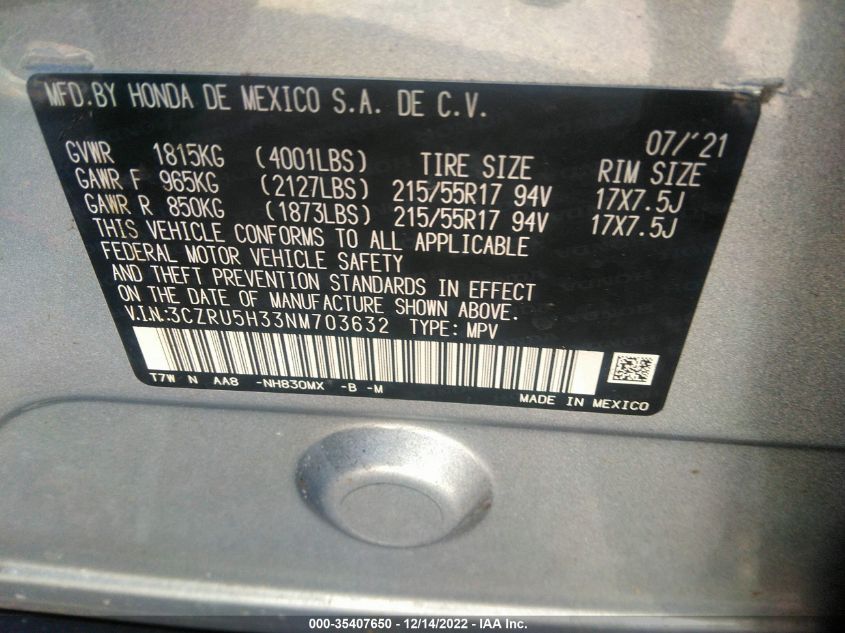 MFD.BY HONDA DE MEXICO S.A. DE C.V.
07/'21
GVWR 1815KG (4001LBS) TIRE SIZE RIM SIZE
GAWR F 965KG (2127LBS) 215/55R17 94V 17X7.5J
GAWR R 850KG (1873LBS) 215/55R17 94V 17X7.5J
THIS VEHICLE CONFORMS TO ALL APPLICABLE
FEDERAL MOTOR VEHICLE SAFETY
AND THEFT PREVENTION STANDARDS IN EFFECT
ON THE DATE OF MANUFACTURE SHOWN ABOVE.
V.I.N.:3CZRU5H33NM703632 TYPE: MPV
T7W N AA8 -NH830MX -B -M
MADE IN MEXICO
000-35407650 - 12/14/2022 - IAA Inc.